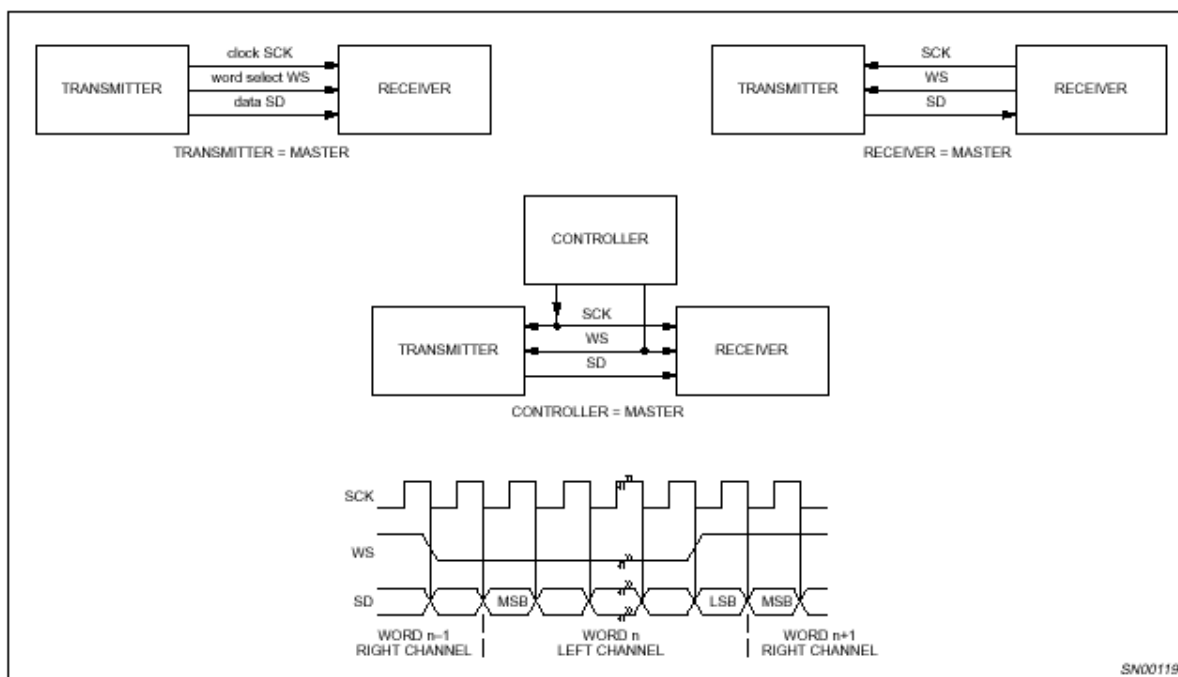 clock SCK
TRANSMITTER
word select WS
RECEIVER
data SD
TRANSMITTER = MASTER
SCK
TRANSMITTER
WS
RECEIVER
SD
RECEIVER = MASTER
CONTROLLER
SCK
TRANSMITTER
WS
RECEIVER
SD
CONTROLLER = MASTER
SCK
WS
SD
MSB
LSB
MSB
WORD n–1
RIGHT CHANNEL
WORD n
LEFT CHANNEL
WORD n+1
RIGHT CHANNEL
SN00119